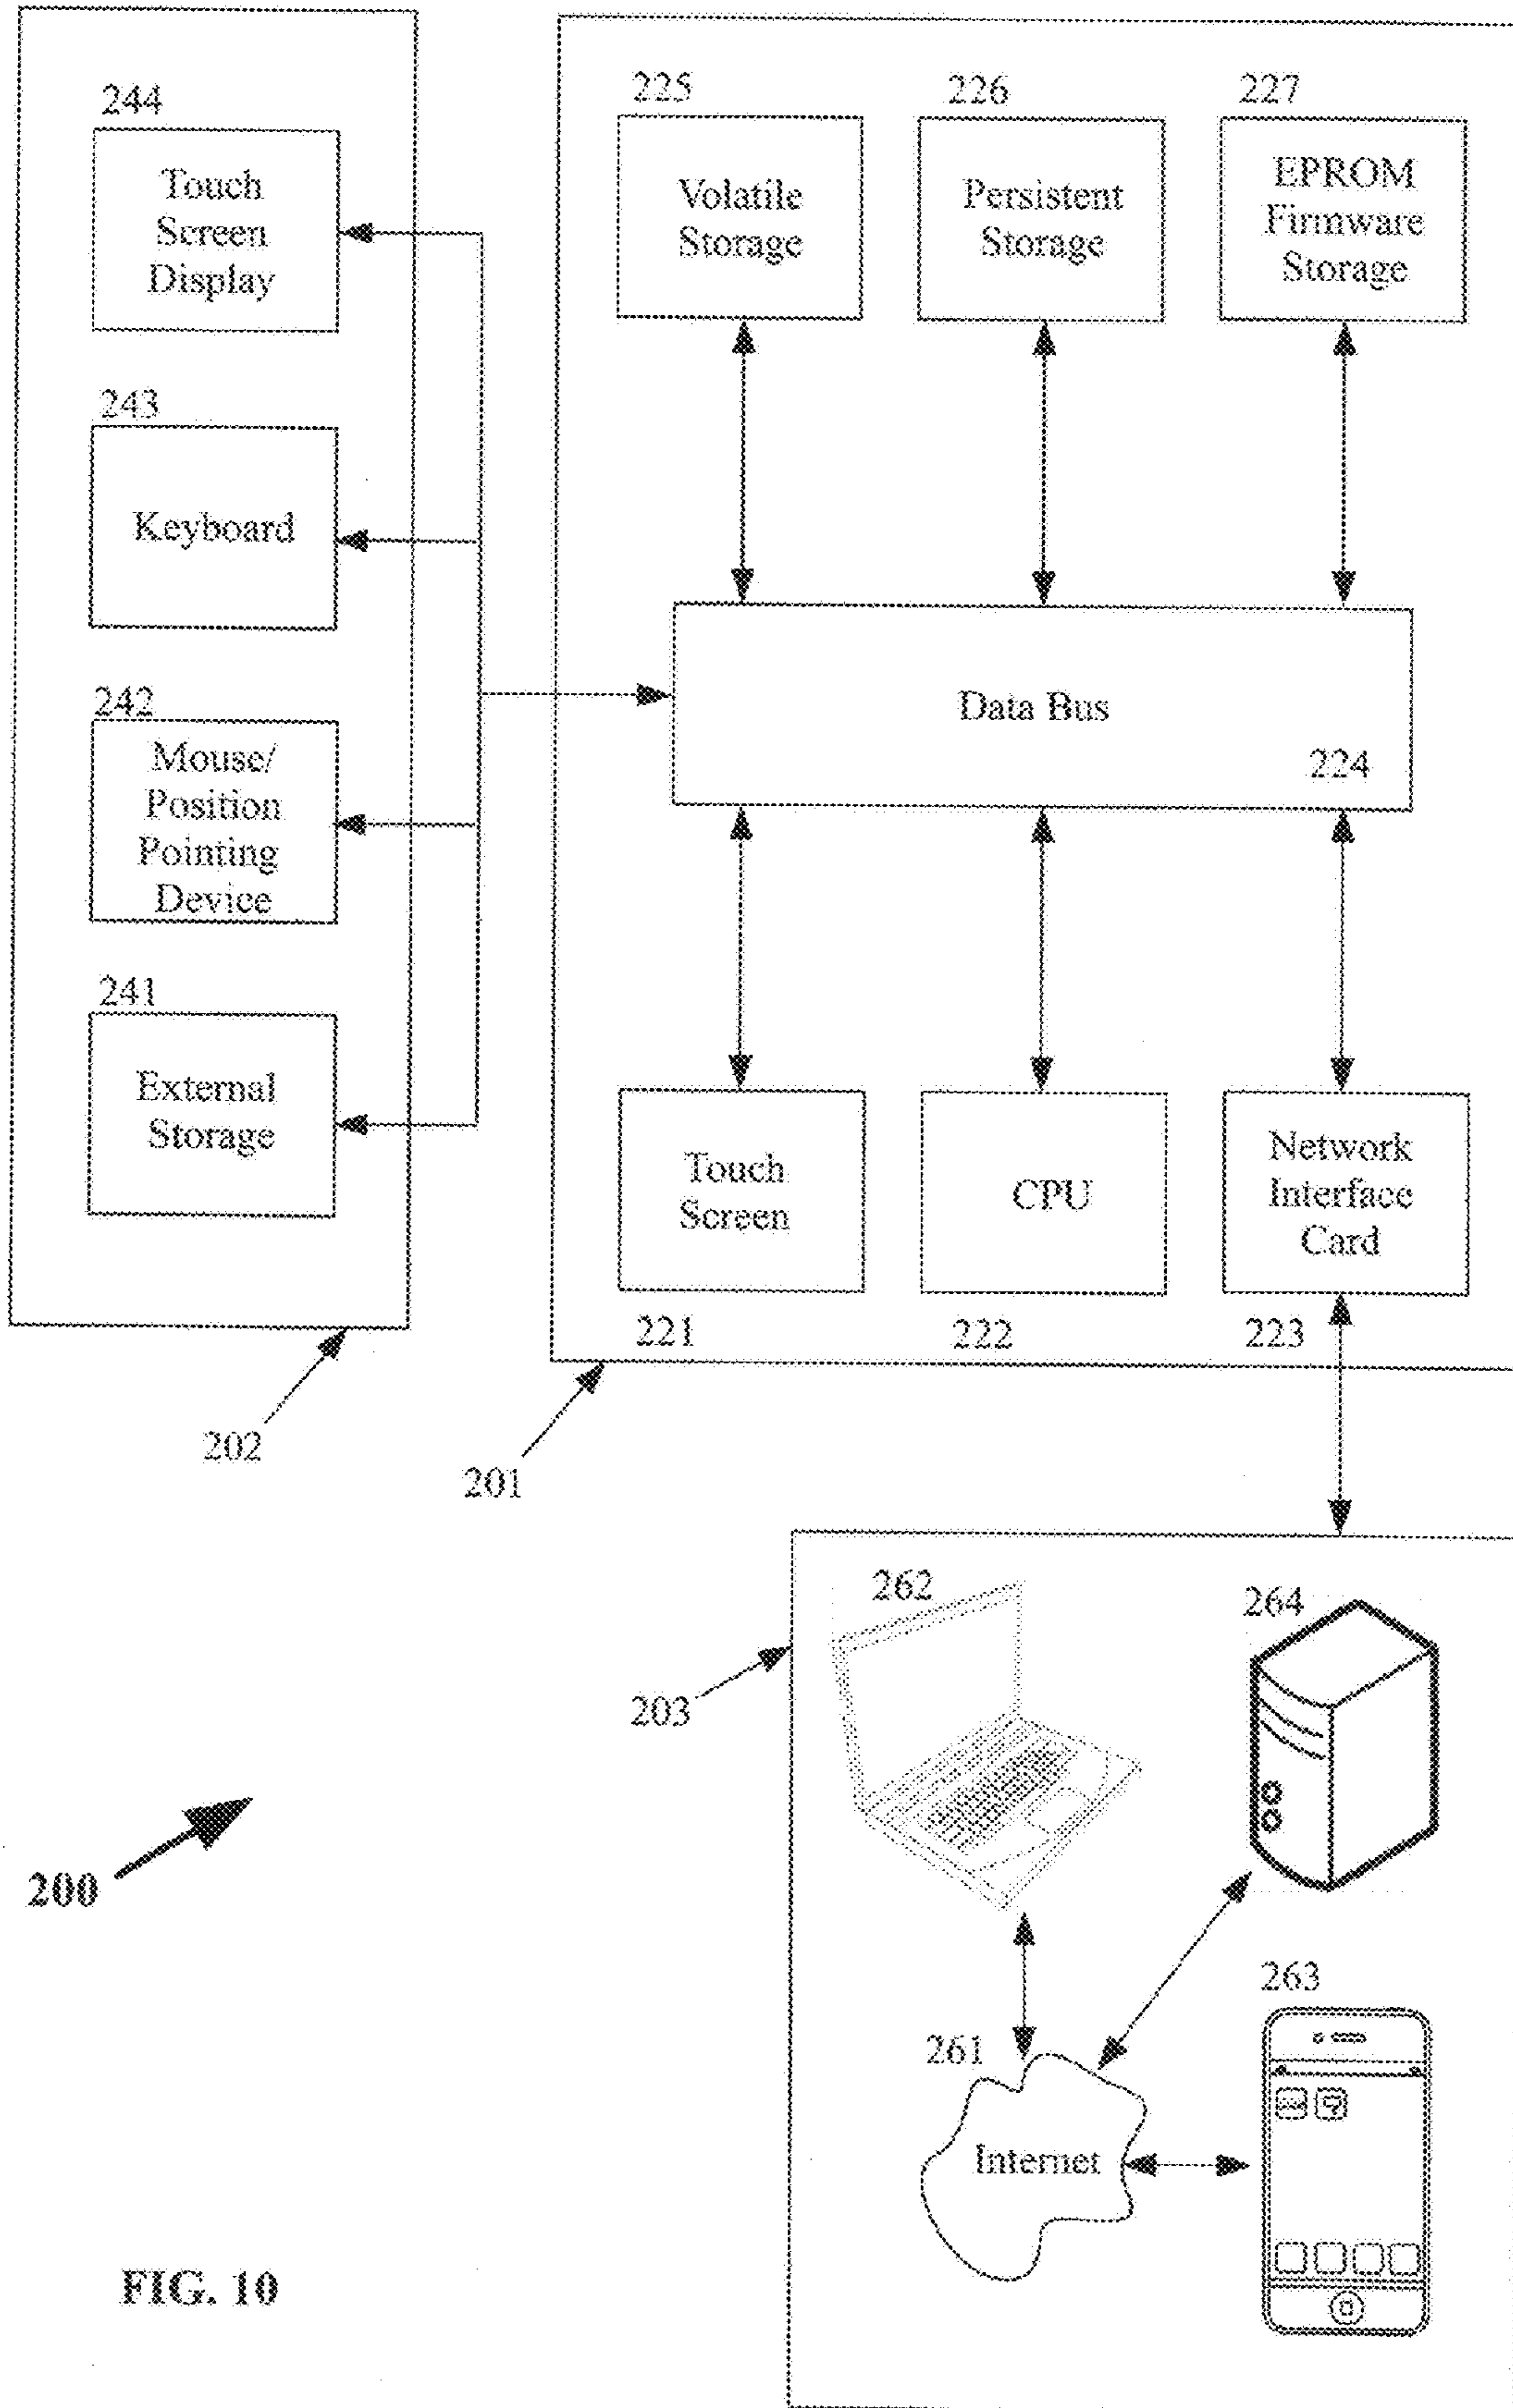 244
Touch
Screen
Display
243
Keyboard
242
Mouse/
Position
Pointing
Device
241
External
Storage
202
225
Volatile
Storage
226
Persistent
Storage
227
EPROM
Firmware
Storage
Data Bus
224
Touch
Screen
221
CPU
222
Network
Interface
Card
223
201
203
262
264
261
Internet
263
200
FIG. 10